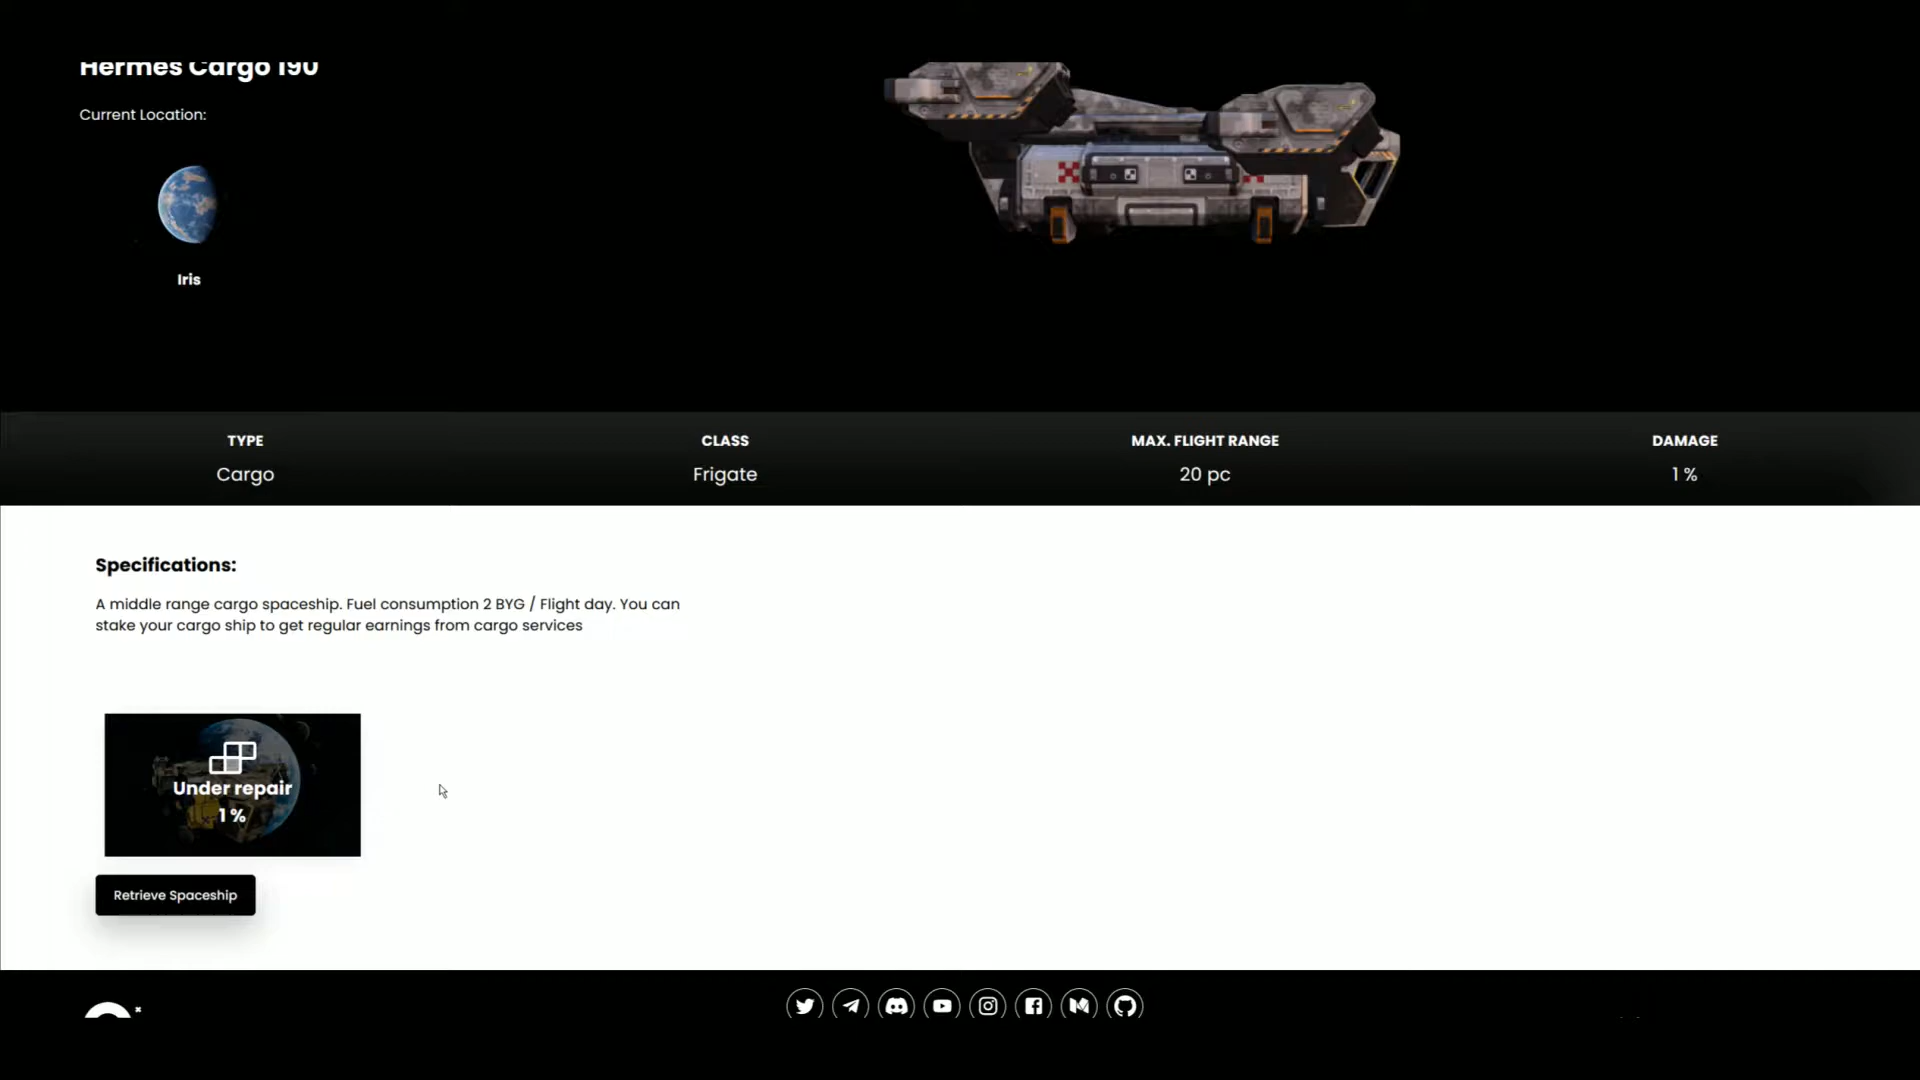 Hermes Cargo 190
Current Location:
Iris
TYPE
CLASS
MAX. FLIGHT RANGE
DAMAGE
Cargo
Frigate
20 pc
1 %
Specifications:
A middle range cargo spaceship. Fuel consumption 2 BYG / Flight day. You can
stake your cargo ship to get regular earnings from cargo services
Under repair
1 %
Retrieve Spaceship